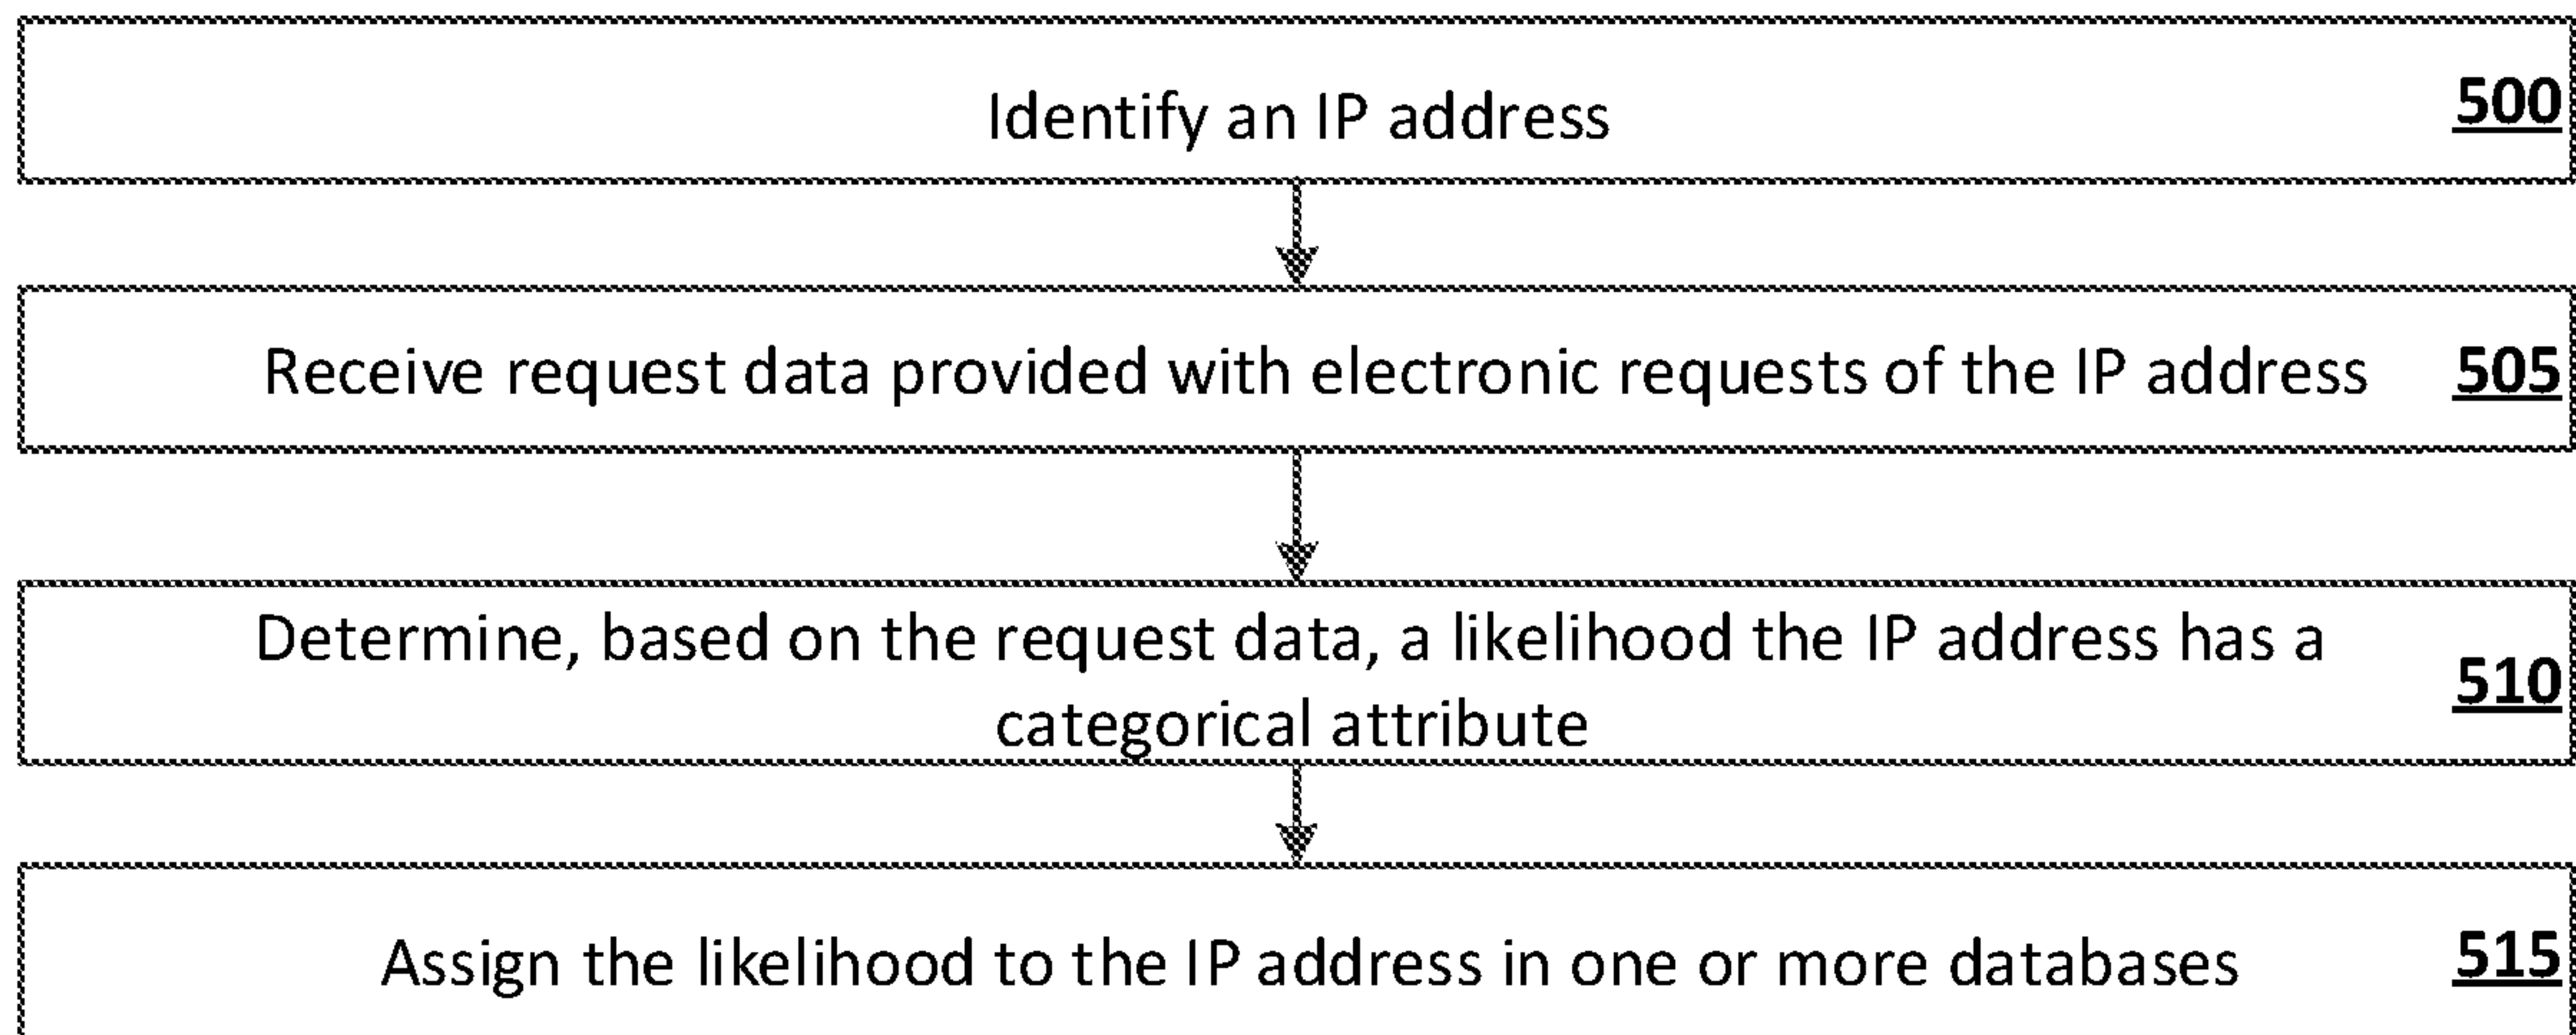 Identify an IP address
500
Receive request data provided with electronic requests of the IP address
505
Determine, based on the request data, a likelihood the IP address has a
categorical attribute
510
Assign the likelihood to the IP address in one or more databases
515